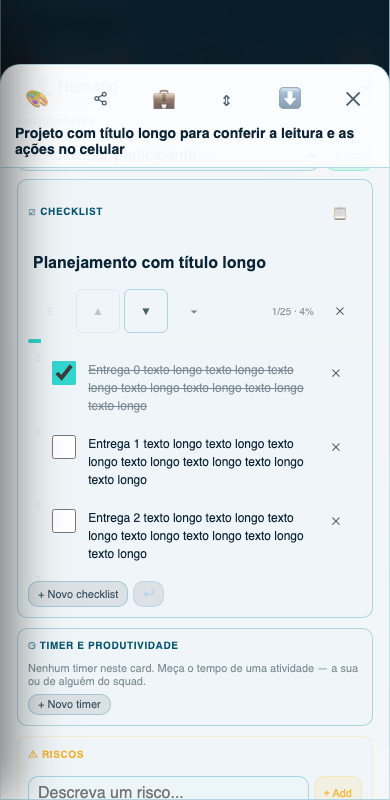 Humano
Projeto com título longo para conferir a leitura e as
ações no celular
CHECKLIST
Planejamento com título longo
1/25 · 4%
Entrega 0 texto longo texto longo texto
longo texto longo texto longo texto longo
texto longo
Entrega 1 texto longo texto longo texto
longo texto longo texto longo texto longo
texto longo
Entrega 2 texto longo texto longo texto
longo texto longo texto longo texto longo
texto longo
+ Novo checklist
TIMER E PRODUTIVIDADE
Nenhum timer neste card. Meça o tempo de uma atividade — a sua
ou de alguém do squad.
+ Novo timer
RISCOS
Descreva um risco...
+ Add